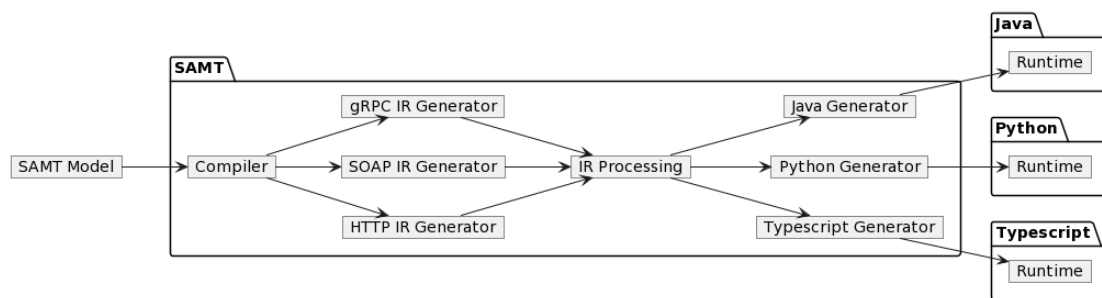 SAMT Model
SAMT
Compiler
gRPC IR Generator
SOAP IR Generator
HTTP IR Generator
IR Processing
Java Generator
Python Generator
Typescript Generator
Java
Runtime
Python
Runtime
Typescript
Runtime